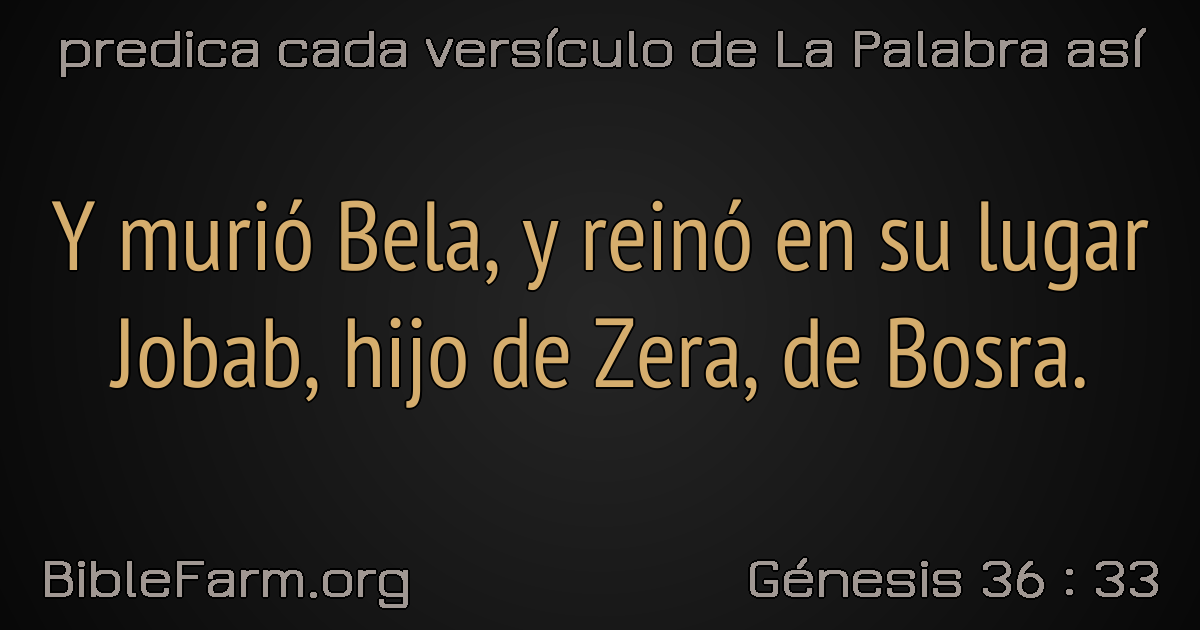 predica cada versículo de La Palabra así
Y murió Bela, y reinó en su lugar
Jobab, hijo de Zera, de Bosra.
BibleFarm.org
Génesis 36 : 33